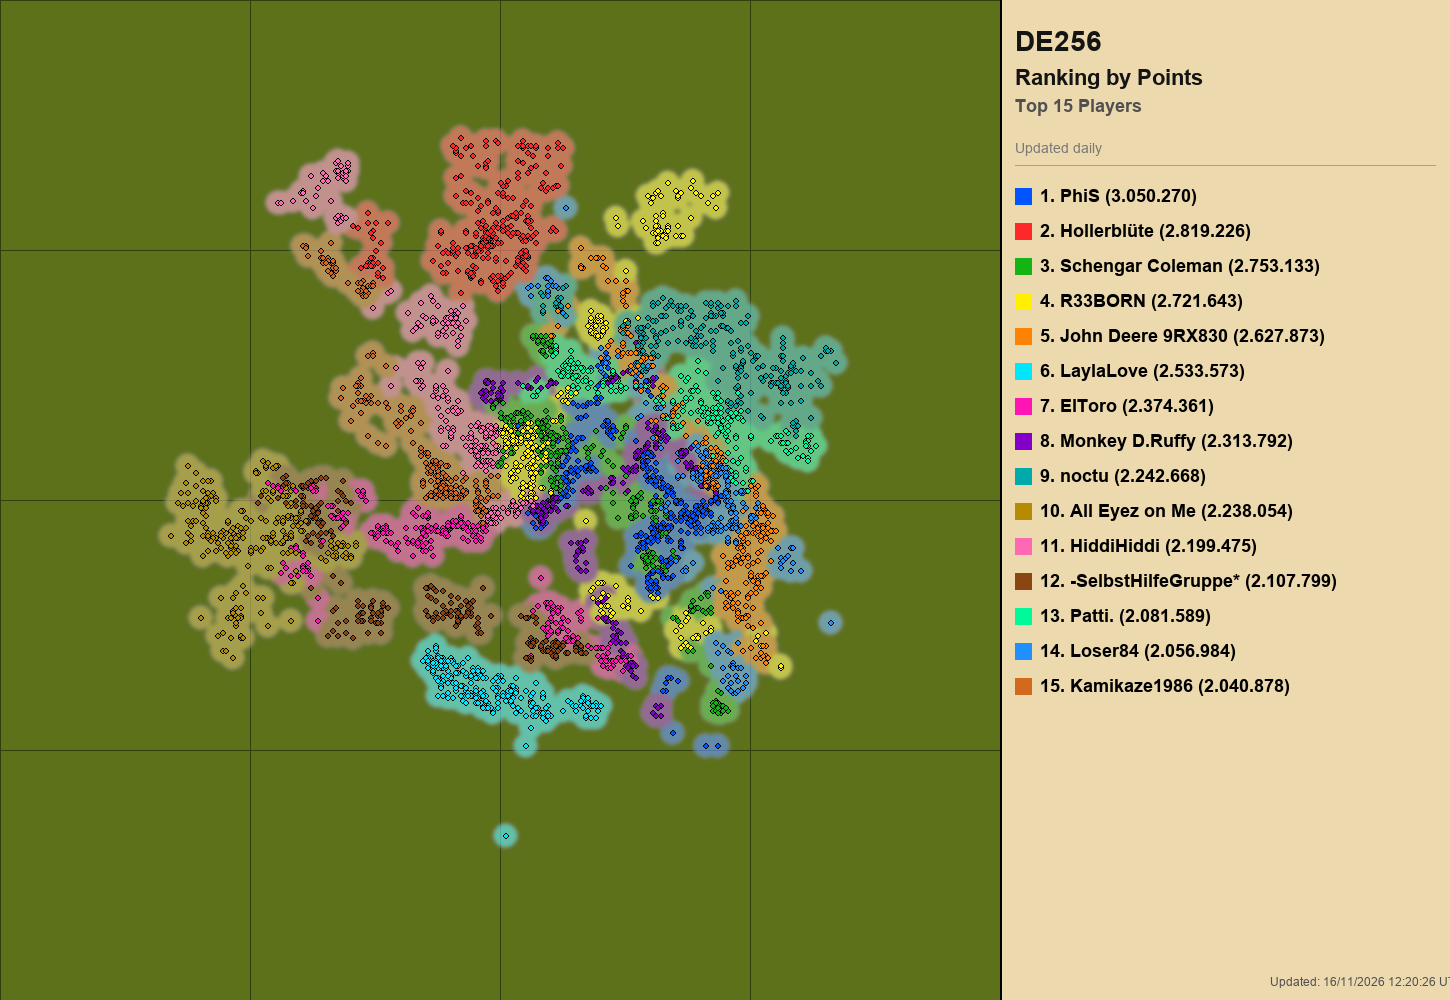 DE256
Ranking by Points
Top 15 Players
Updated daily
1. PhiS (3.050.270)
2. Hollerblüte (2.819.226)
3. Schengar Coleman (2.753.133)
4. R33BORN (2.721.643)
5. John Deere 9RX830 (2.627.873)
6. LaylaLove (2.533.573)
7. ElToro (2.374.361)
8. Monkey D.Ruffy (2.313.792)
9. noctu (2.242.668)
10. All Eyez on Me (2.238.054)
11. HiddiHiddi (2.199.475)
12. -SelbstHilfeGruppe* (2.107.799)
13. Patti. (2.081.589)
14. Loser84 (2.056.984)
15. Kamikaze1986 (2.040.878)
Updated: 16/11/2026 12:20:26